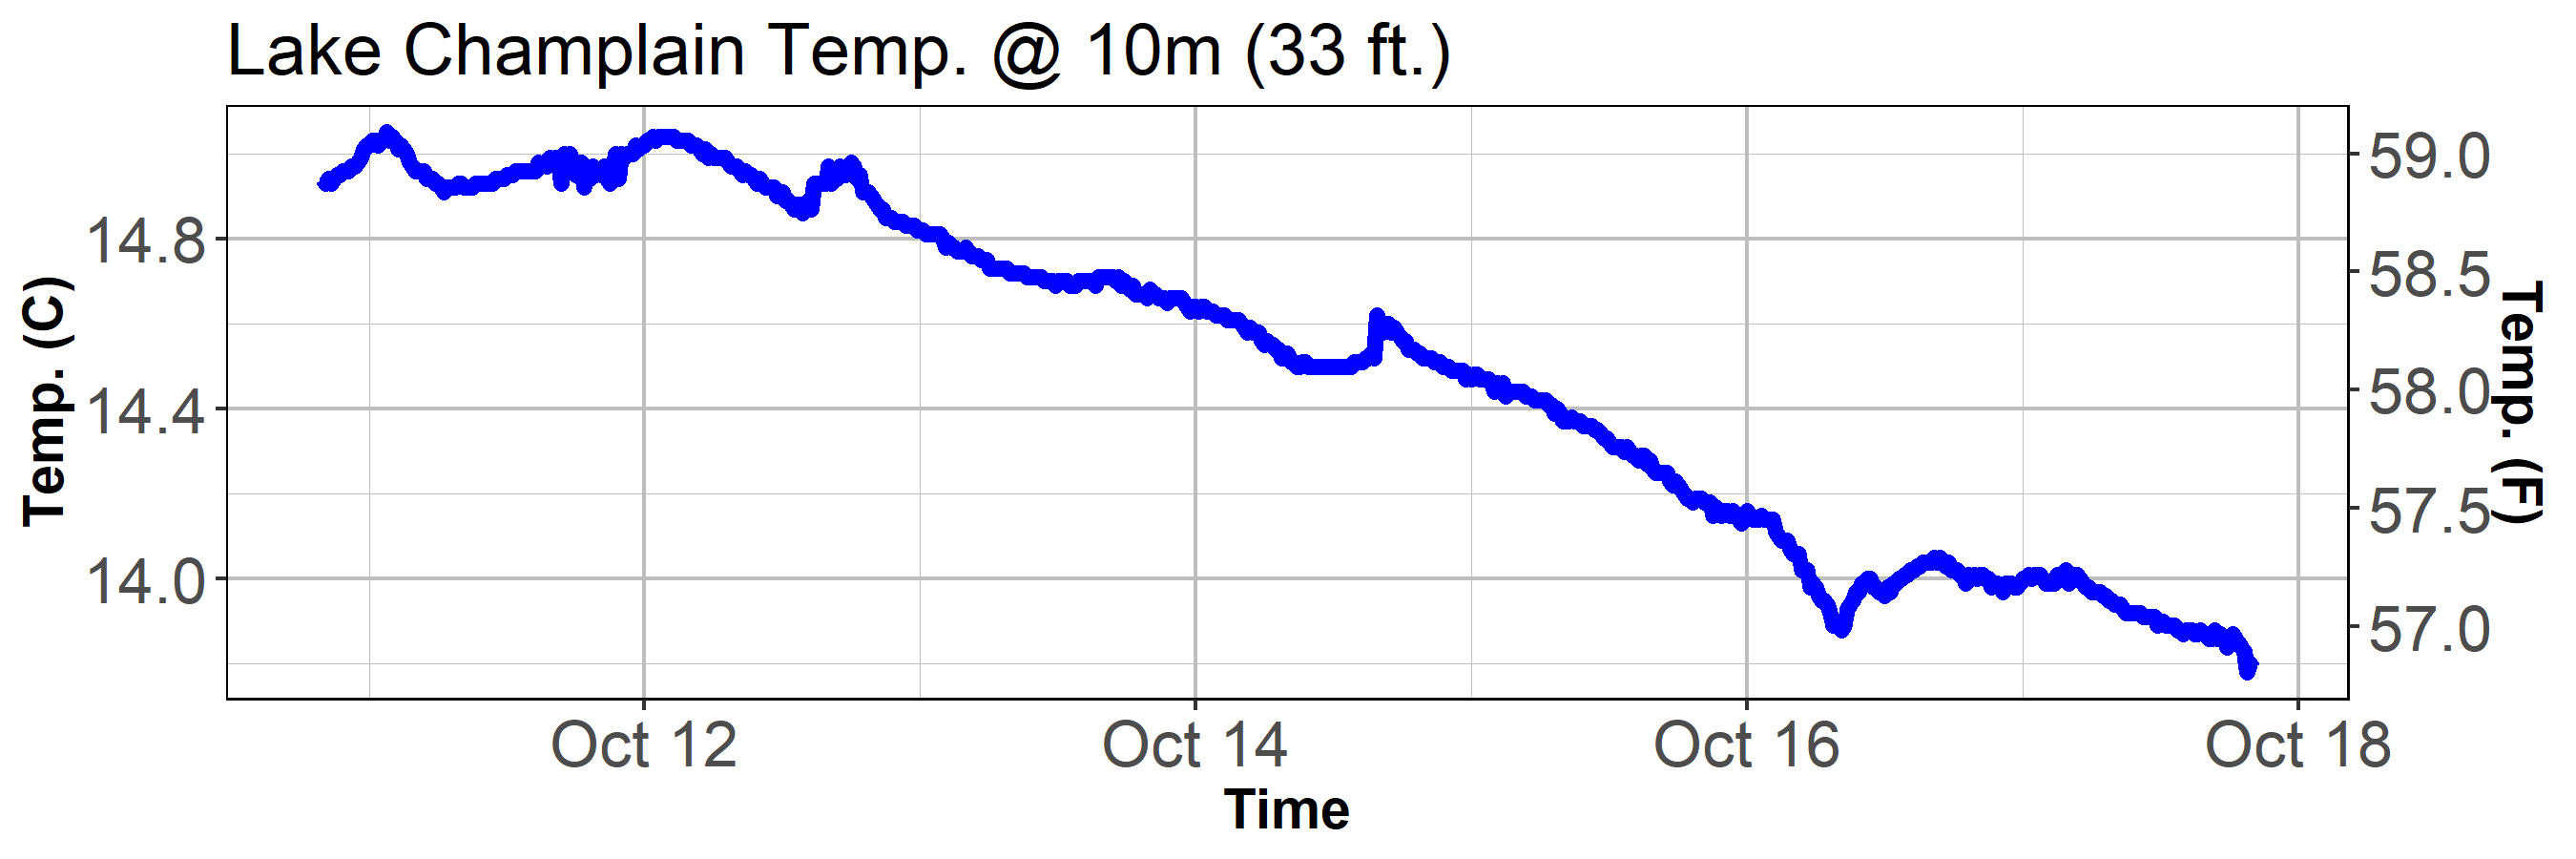 Lake Champlain Temp. @ 10m (33 ft.)
Temp. (C)
14.8
14.4
14.0
59.0
58.5
58.0
57.5
57.0
Temp. (F)
Oct 12 Oct 14 Oct 16 Oct 18
Time